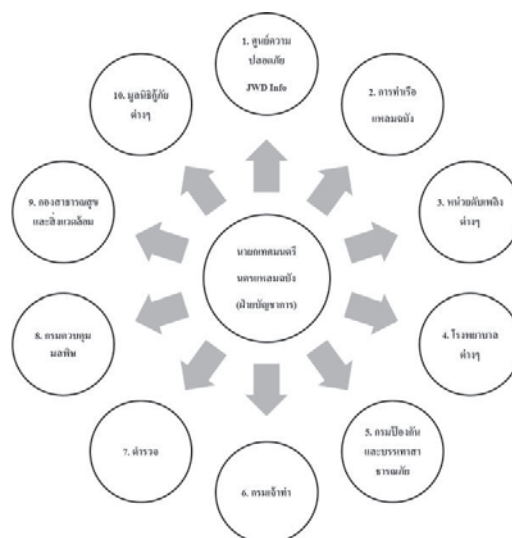 1. ศูนย์ความ
ปลอดภัย
JWD Info
2. การท่าเรือ
แหลมฉบัง
3. หน่วยดับเพลิง
ต่างๆ
4. โรงพยาบาล
ต่างๆ
5. กรมป้องกัน
และบรรเทาสา
ธารณภัย
6. กรมเจ้าท่า
7. ตำรวจ
8. กรมควบคุม
มลพิษ
9. กองสาธารณสุข
และสิ่งแวดล้อม
10. มูลนิธิกู้ภัย
ต่างๆ
นายกเทศมนตรี
นครแหลมฉบัง
(ฝ่ายบัญชาการ)